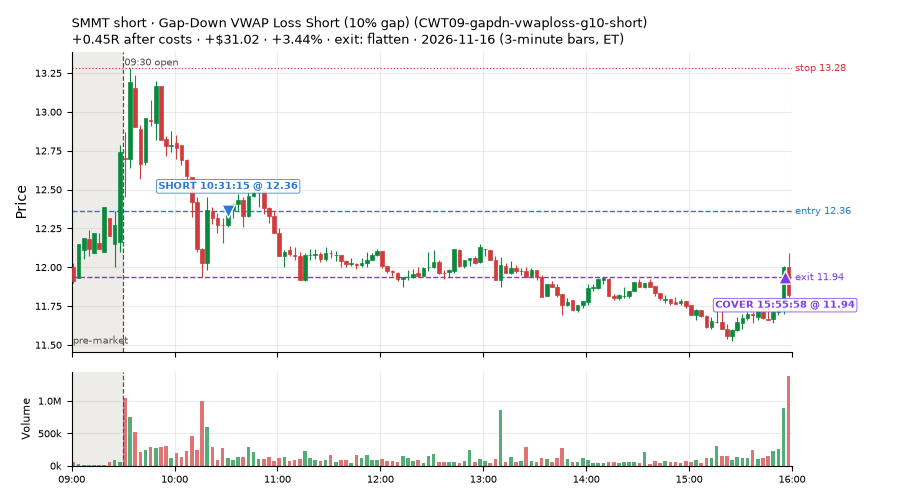 SMMT short · Gap-Down VWAP Loss Short (10% gap) (CWT09-gapdn-vwaploss-g10-short)
+0.45R after costs · +$31.02 · +3.44% · exit: flatten · 2026-11-16 (3-minute bars, ET)
09:30 open
stop 13.28
13.25
13.00
12.75
12.50
12.25
12.00
11.75
11.50
Price
SHORT 10:31:15 @ 12.36
entry 12.36
exit 11.94
COVER 15:55:58 @ 11.94
pre-market
1.0M
500k
0k
Volume
09:00
10:00
11:00
12:00
13:00
14:00
15:00
16:00